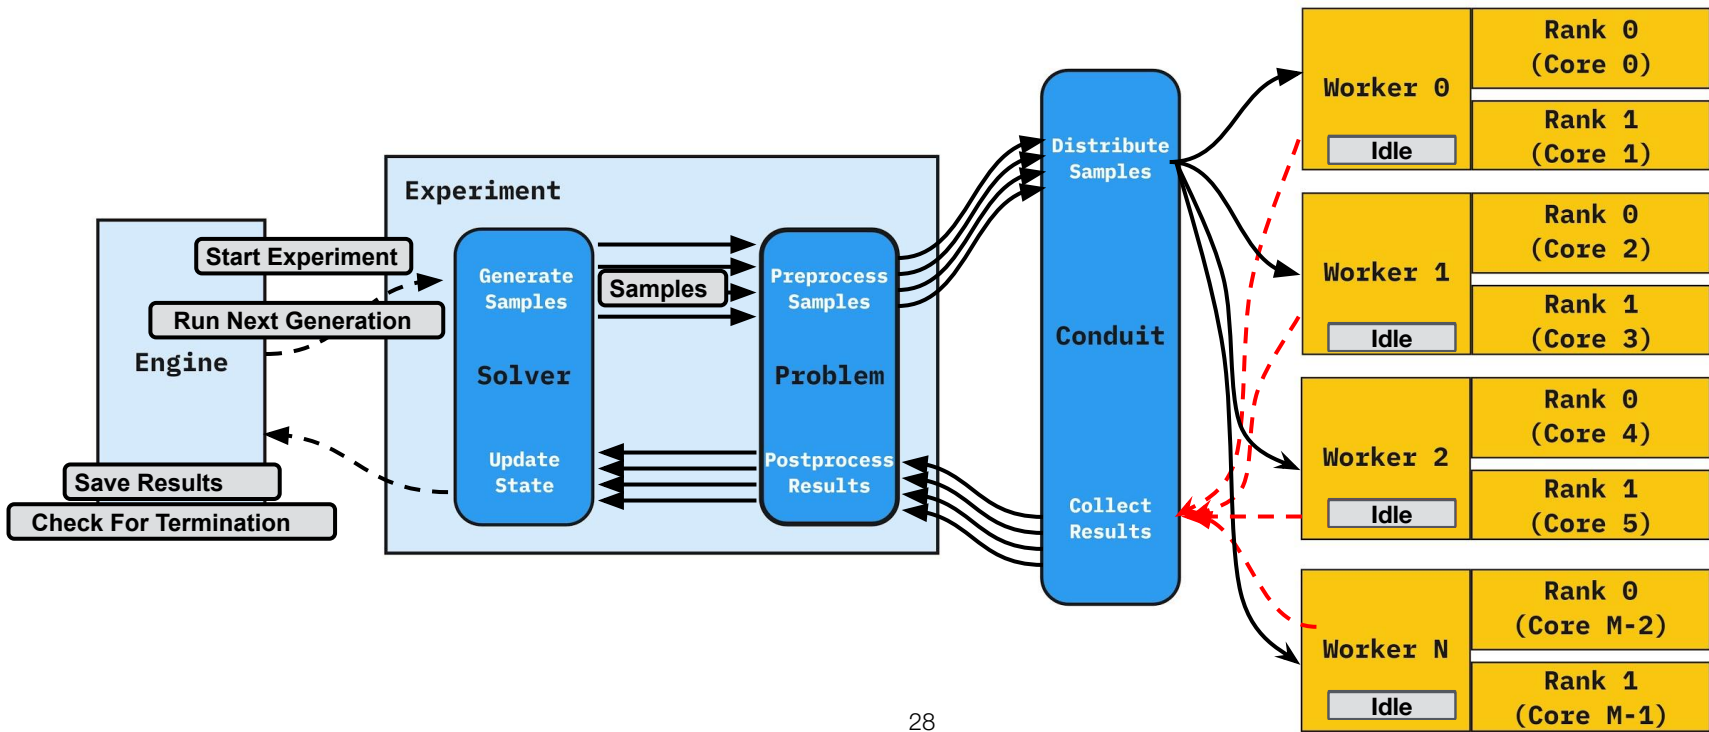 Experiment
Start Experiment
Run Next Generation
Engine
Save Results
Check For Termination
Generate
Samples
Solver
Update
State
Samples
Preprocess
Samples
Problem
Postprocess
Results
Distribute
Samples
Conduit
Collect
Results
Worker 0
Idle
Rank 0
(Core 0)
Rank 1
(Core 1)
Worker 1
Idle
Rank 0
(Core 2)
Rank 1
(Core 3)
Worker 2
Idle
Rank 0
(Core 4)
Rank 1
(Core 5)
Worker N
Idle
Rank 0
(Core M-2)
Rank 1
(Core M-1)
28